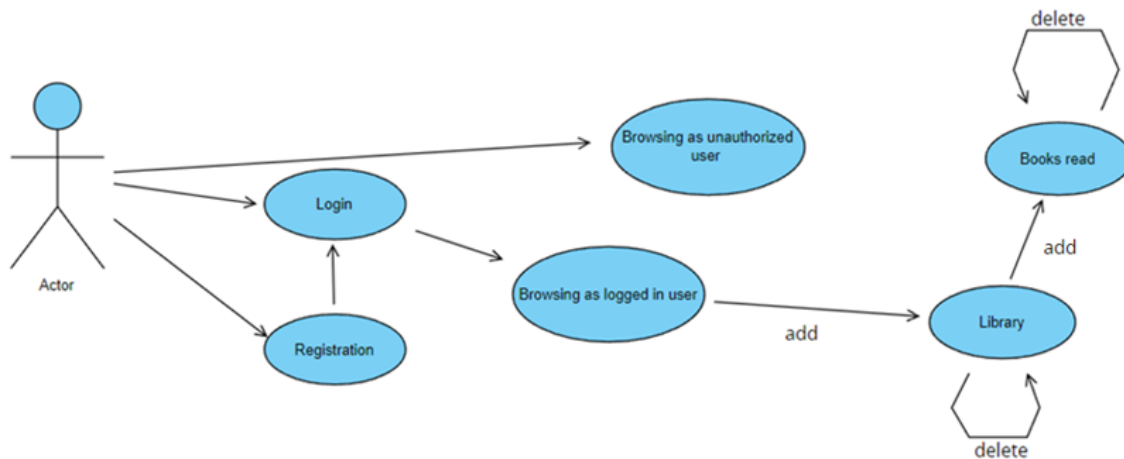 delete
Browsing as unauthorized
user
Books read
Login
add
Actor
Browsing as logged in user
Library
add
Registration
delete